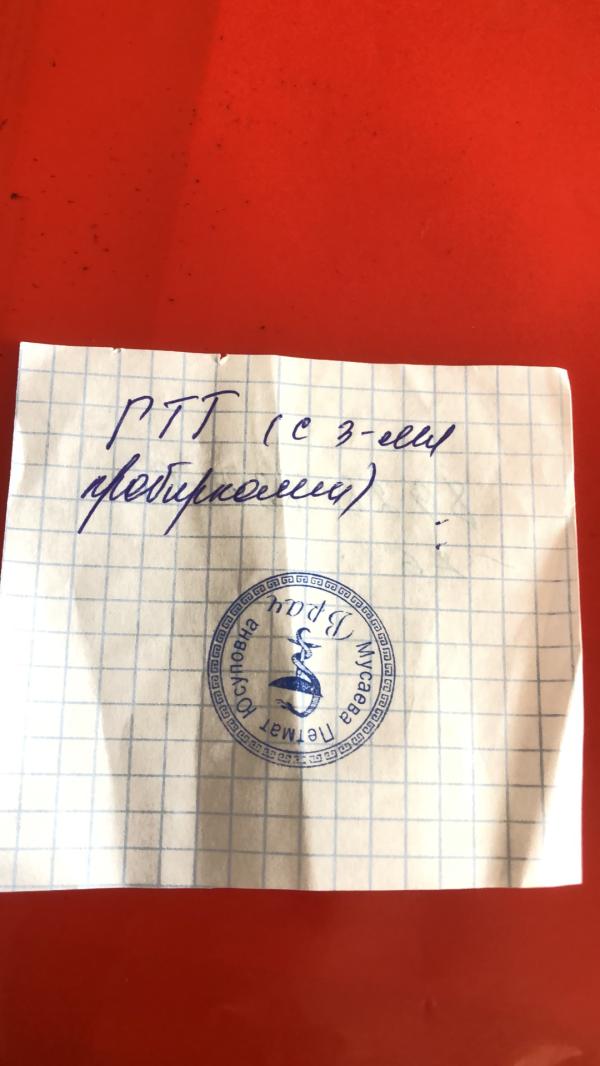 ГТТ (с 3-мя
пробирками)
Врач
Мусаева Петмат Юсуповна